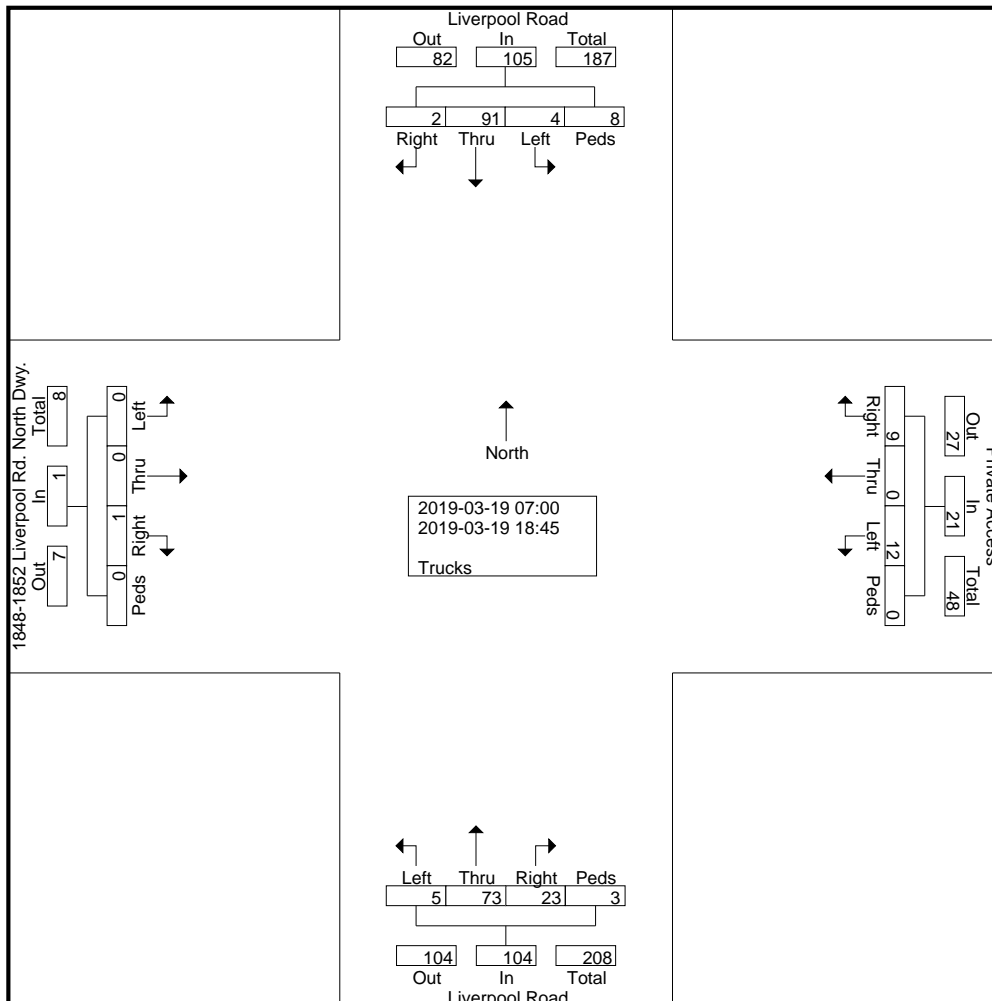 Liverpool Road
Out In Total
82 105 187
2 91 4 8
Right Thru Left Peds
1848-1852 Liverpool Rd. North Dwy.
Total In Out
8 1 7
0 0 1 0
Left Thru Right Peds
North
2019-03-19 07:00
2019-03-19 18:45
Trucks
Private Access
Out In Total
27 21 48
9 0 12 0
Right Thru Left Peds
Left Thru Right Peds
5 73 23 3
104 104 208
Out In Total
Liverpool Road